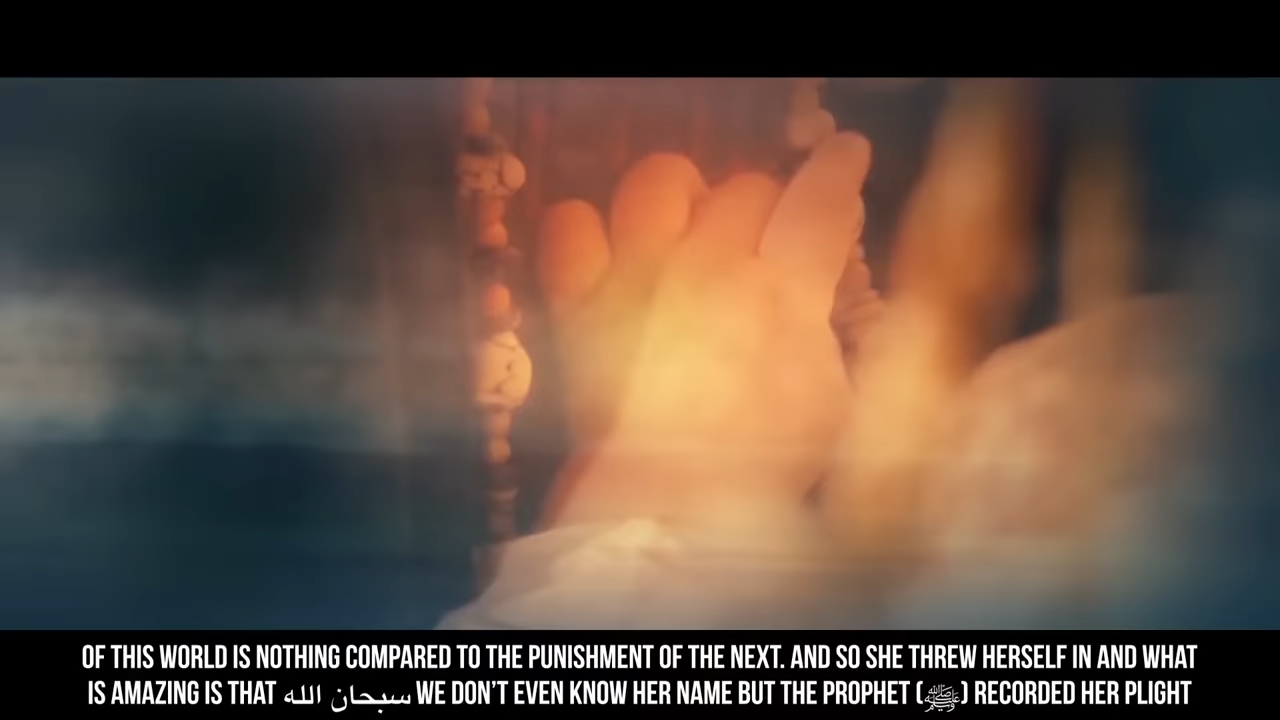 OF THIS WORLD IS NOTHING COMPARED TO THE PUNISHMENT OF THE NEXT. AND SO SHE THREW HERSELF IN AND WHAT
IS AMAZING IS THAT سبحان الله WE DON'T EVEN KNOW HER NAME BUT THE PROPHET (ﷺ) RECORDED HER PLIGHT